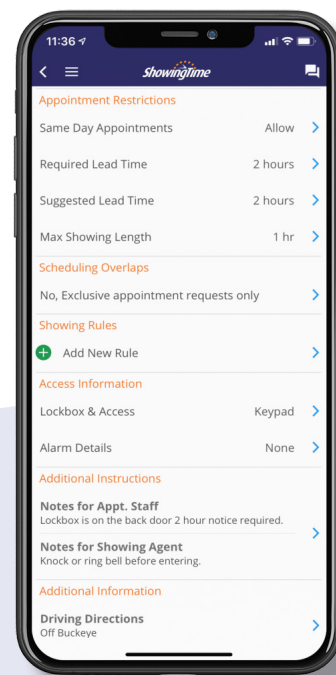 11:36
ShowingTime
Appointment Restrictions
Same Day Appointments Allow
Required Lead Time 2 hours
Suggested Lead Time 2 hours
Max Showing Length 1 hr
Scheduling Overlaps
No, Exclusive appointment requests only
Showing Rules
Add New Rule
Access Information
Lockbox & Access Keypad
Alarm Details None
Additional Instructions
Notes for Appt. Staff
Lockbox is on the back door 2 hour notice required.
Notes for Showing Agent
Knock or ring bell before entering.
Additional Information
Driving Directions
Off Buckeye